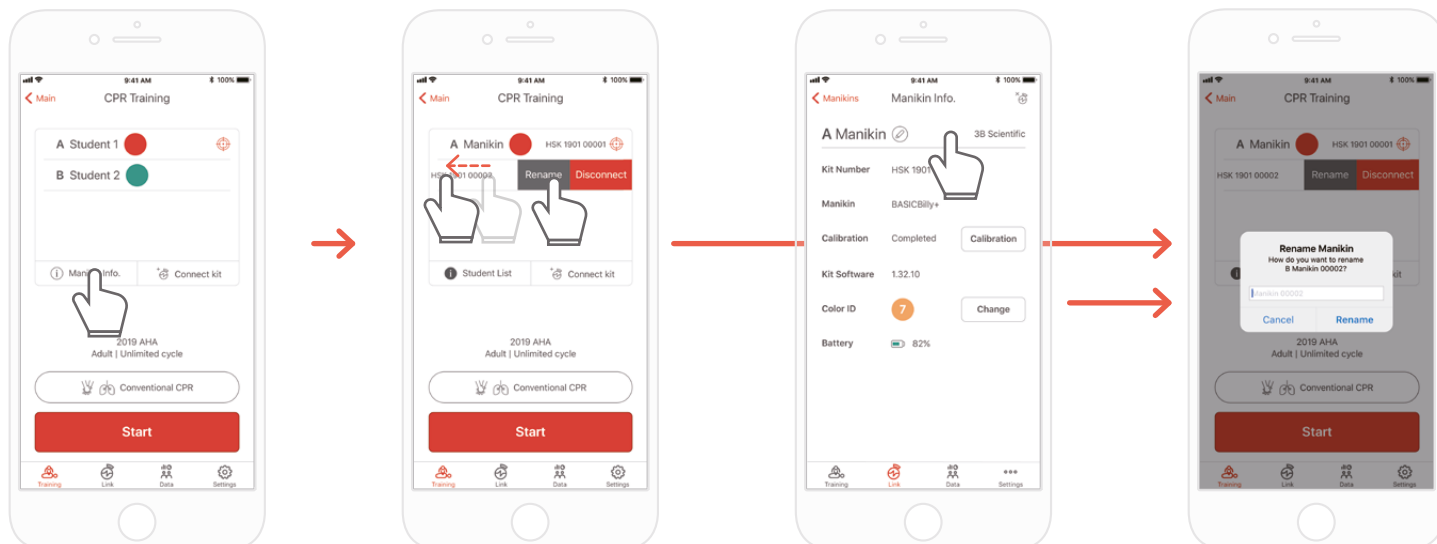 9:41 AM
100%
Main
CPR Training
A Student 1
B Student 2
Manikin Info.
Connect kit
2019 AHA
Adult | Unlimited cycle
Conventional CPR
Start
Training
Link
Data
Settings
9:41 AM
100%
Main
CPR Training
A Manikin
HSK 1901 00001
HSK 1901 00002
Rename
Disconnect
Student List
Connect kit
2019 AHA
Adult | Unlimited cycle
Conventional CPR
Start
Training
Link
Data
Settings
9:41 AM
100%
Manikins
Manikin Info.
A Manikin
3B Scientific
Kit Number
HSK 1901
Manikin
BASICBilly+
Calibration
Completed
Calibration
Kit Software
1.32.10
Color ID
7
Change
Battery
82%
Training
Link
Data
Settings
9:41 AM
100%
Main
CPR Training
A Manikin
HSK 1901 00001
HSK 1901 00002
Rename
Disconnect
Rename Manikin
How do you want to rename
B Manikin 00002?
Manikin 00002
Cancel
Rename
kit
2019 AHA
Adult | Unlimited cycle
Conventional CPR
Start
Training
Link
Data
Settings